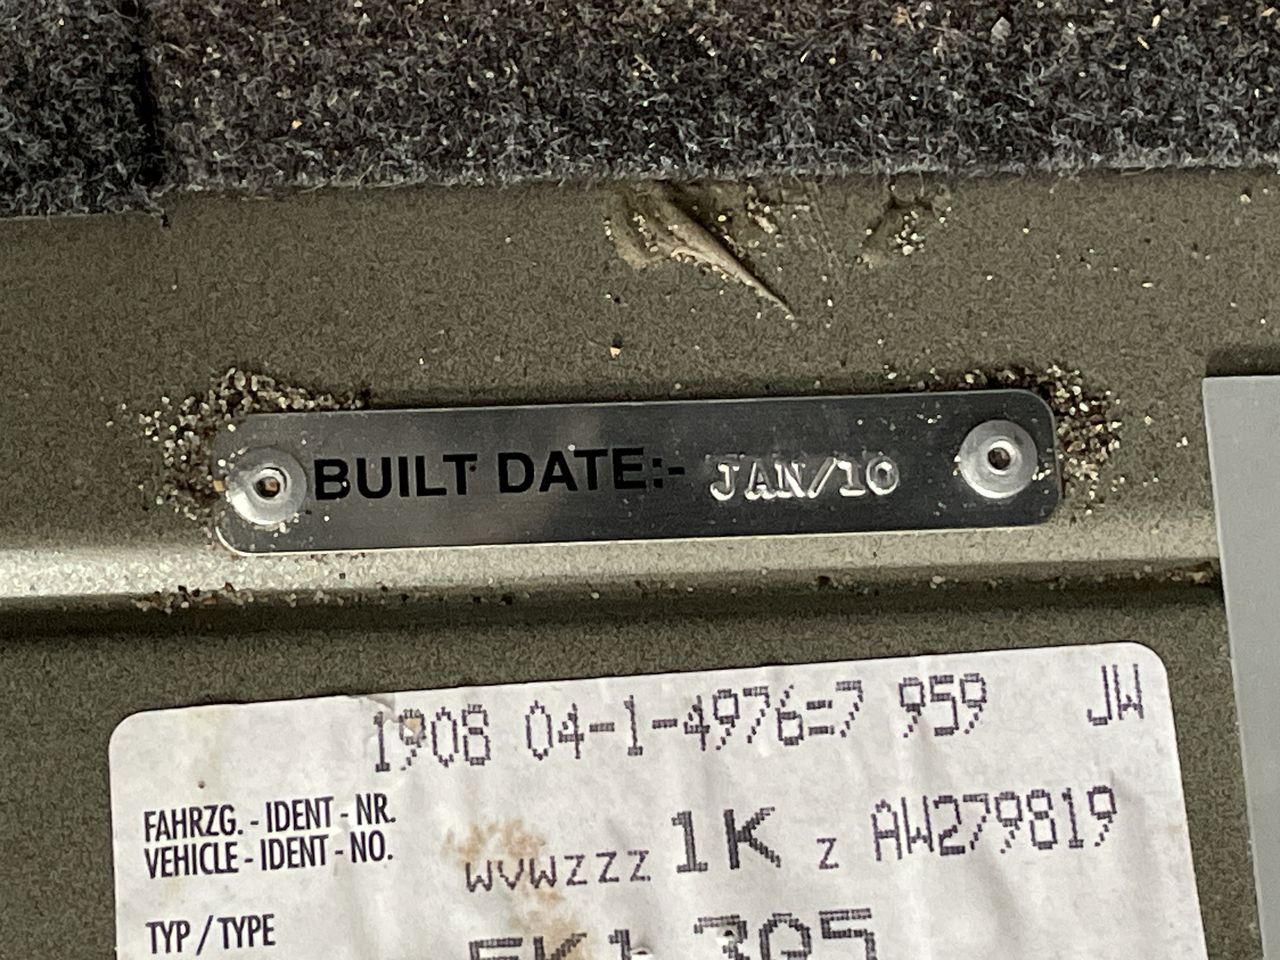 BUILT DATE:- JAN/10
1908 04-1-4976=7 959 JW
FAHRZG. - IDENT - NR.
VEHICLE - IDENT - NO. WVWZZZ 1K Z AW279819
TYP / TYPE